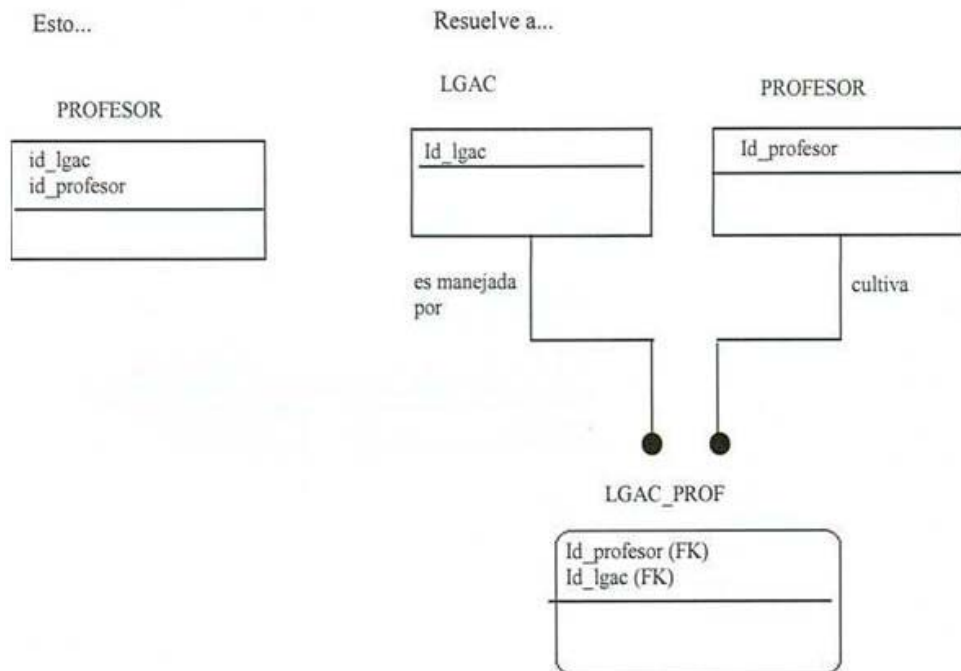 Esto...
Resuelve a...
PROFESOR
id_lgac
id_profesor
LGAC
Id_lgac
PROFESOR
Id_profesor
es manejada
por
cultiva
LGAC_PROF
Id_profesor (FK)
Id_lgac (FK)